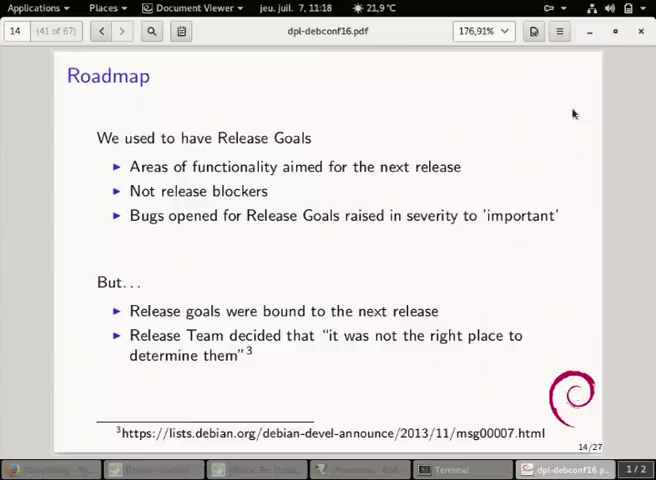 Applications Places Document Viewer jeu. juil. 7, 11:18 21,9 °C
14 (41 of 67) dpl-debconf16.pdf 176,91%
Roadmap
We used to have Release Goals
Areas of functionality aimed for the next release
Not release blockers
Bugs opened for Release Goals raised in severity to 'important'
But...
Release goals were bound to the next release
Release Team decided that “it was not the right place to
determine them”3
3https://lists.debian.org/debian-devel-announce/2013/11/msg00007.html
14/27
Terminal dpl-debconf16.p... 1 / 2